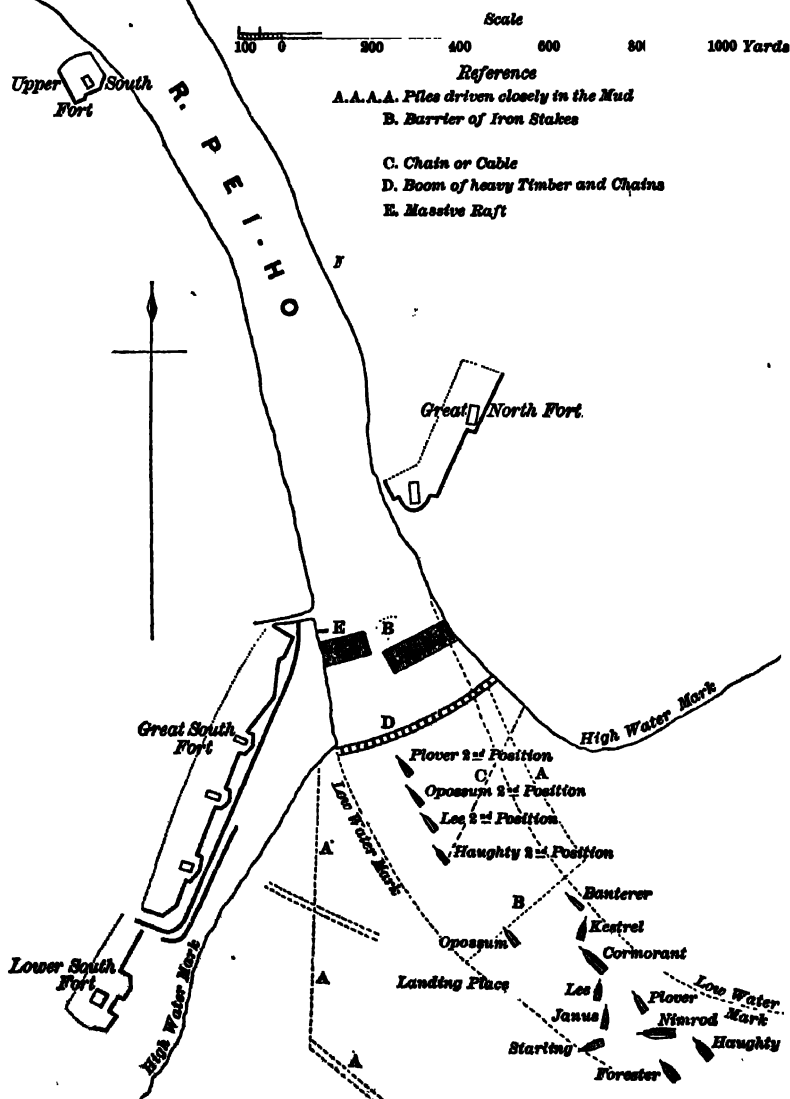 Scale
100 0 200 400 600 80 1000 Yards
Reference
A.A.A.A. Piles driven closely in the Mud
B. Barrier of Iron Stakes
C. Chain or Cable
D. Boom of heavy Timber and Chains
E. Massive Raft
Upper South
Fort
R. PEI-HO
Great North Fort.
E
B
D
Great South
Fort
High Water Mark
Plover 2nd Position
C
A
Opossum 2nd Position
Low Water Mark
Lee 2nd Position
A
Haughty 2nd Position
B
Banterer
Kestrel
Opossum
Cormorant
Lower South
Fort
High Water Mark
A
Landing Place
Lee
Plover
Low Water
Mark
Janus
Nimrod
Starling
Haughty
A
Forester